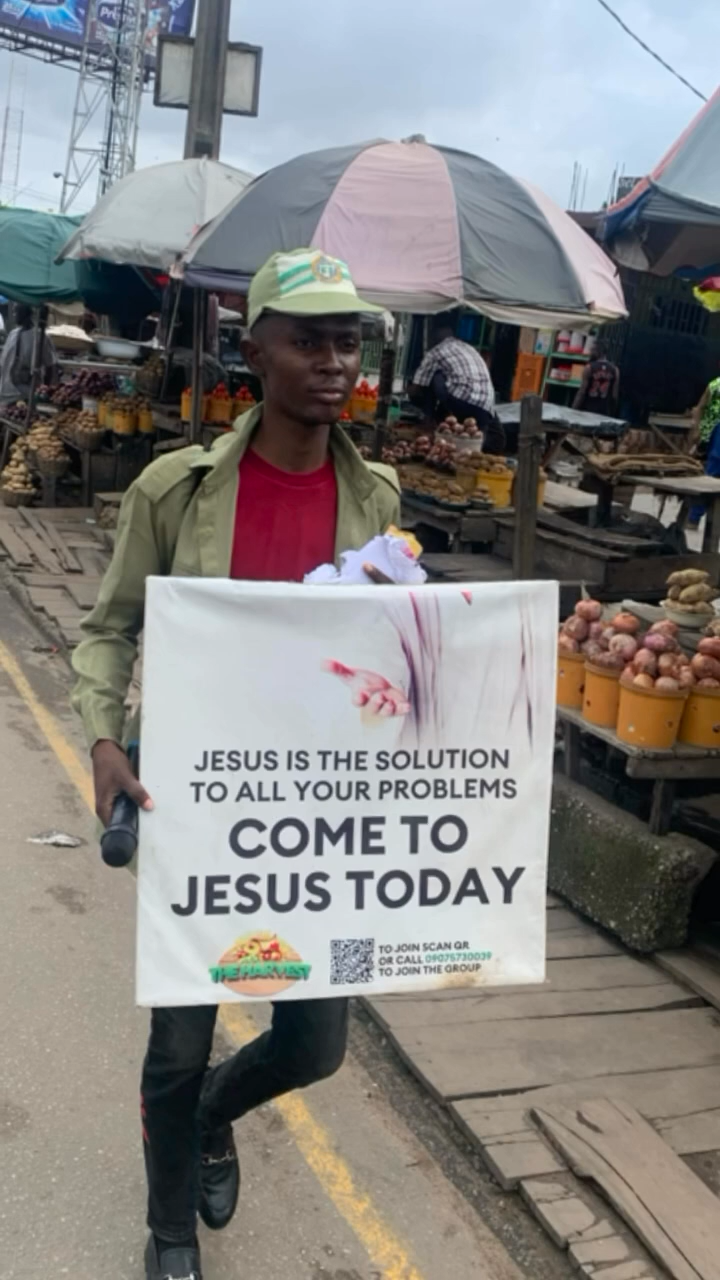 JESUS IS THE SOLUTION
TO ALL YOUR PROBLEMS
COME TO
JESUS TODAY
THE HARVEST
TO JOIN SCAN QR
OR CALL 09075730039
TO JOIN THE GROUP